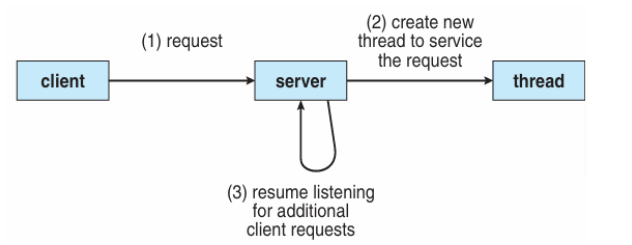 (1) request
(2) create new
thread to service
the request
client
server
thread
(3) resume listening
for additional
client requests